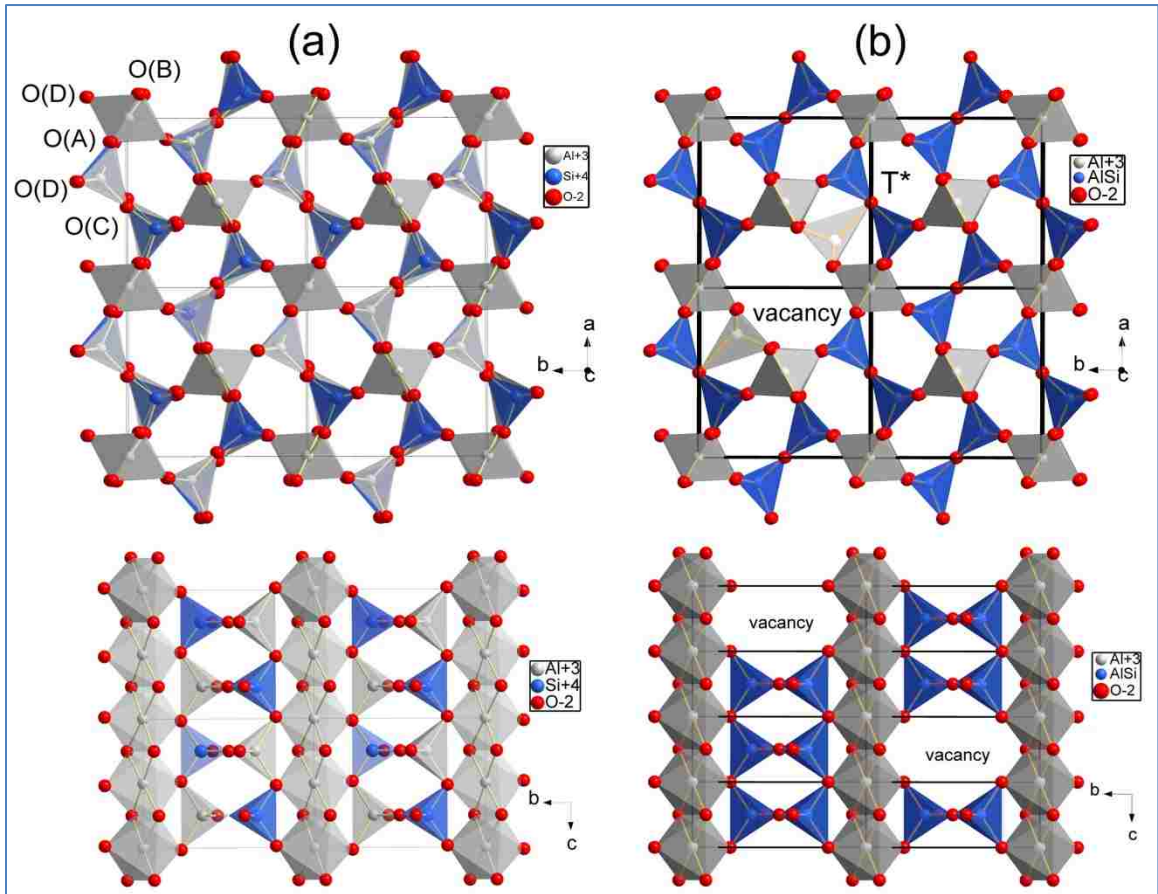 (a)
(b)
O(B)
O(D)
O(A)
O(D)
O(C)
Al+3
Si+4
O-2
a
b
c
T*
vacancy
Al+3
AlSi
O-2
a
b
c
Al+3
Si+4
O-2
b
c
vacancy
vacancy
Al+3
AlSi
O-2
b
c